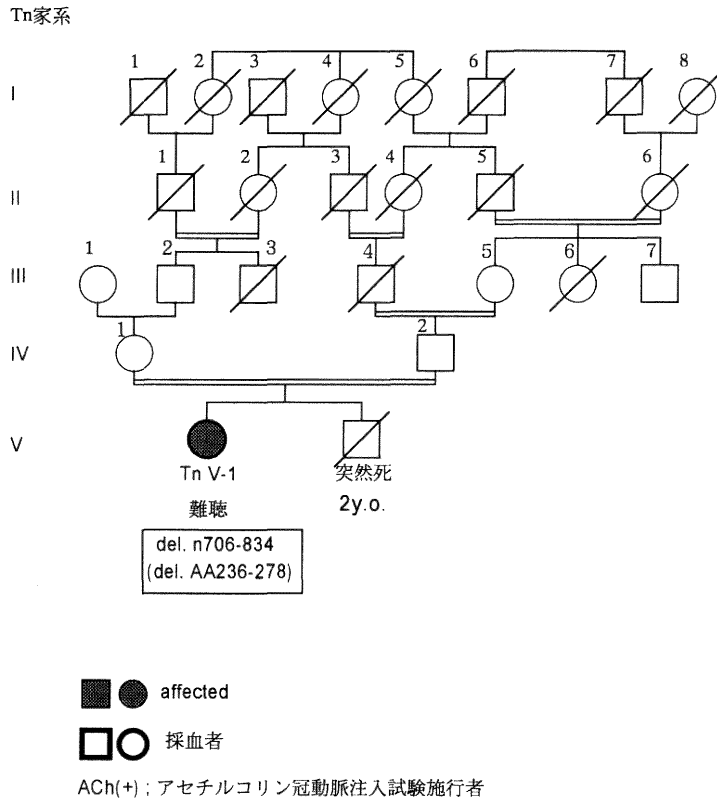 Tn家系
1 2 3 4 5 6 7 8
I
1 2 3 4 5 6
II
1 2 3 4 5 6 7
III
1 2
IV
V
Tn V-1 突然死
難聴 2y.o.
del. n706-834
(del. AA236-278)
affected
採血者
ACh(+) ; アセチルコリン冠動脈注入試験施行者